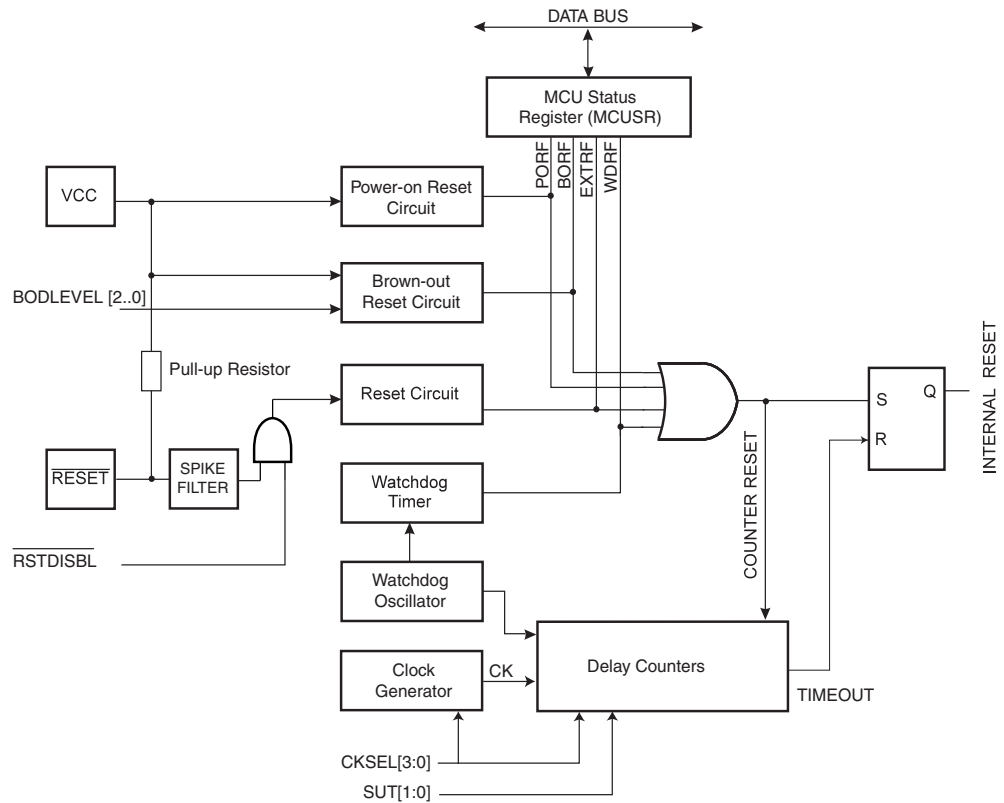 DATA BUS
MCU Status
Register (MCUSR)
PORF
BORF
EXTRF
WDRF
VCC
Power-on Reset
Circuit
BODLEVEL [2..0]
Brown-out
Reset Circuit
Pull-up Resistor
Reset Circuit
S
Q
R
INTERNAL RESET
RESET
SPIKE
FILTER
Watchdog
Timer
COUNTER RESET
RSTDISBL
Watchdog
Oscillator
Clock
Generator
CK
Delay Counters
TIMEOUT
CKSEL[3:0]
SUT[1:0]